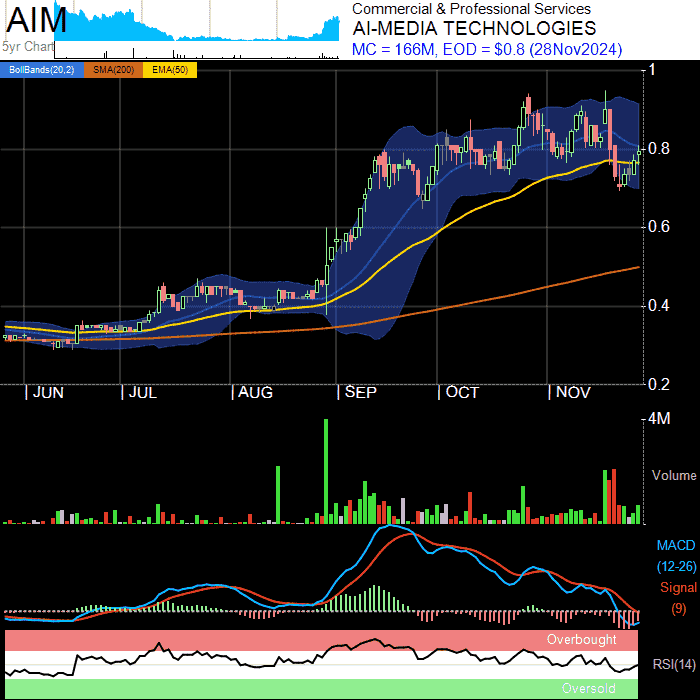 AIM
5yr Chart
Commercial & Professional Services
AI-MEDIA TECHNOLOGIES
MC = 166M, EOD = $0.8 (28Nov2024)
BollBands(20,2) SMA(200) EMA(50)
1
0.8
0.6
0.4
0.2
JUN JUL AUG SEP OCT NOV
4M
Volume
MACD
(12-26)
Signal
(9)
Overbought
RSI(14)
Oversold